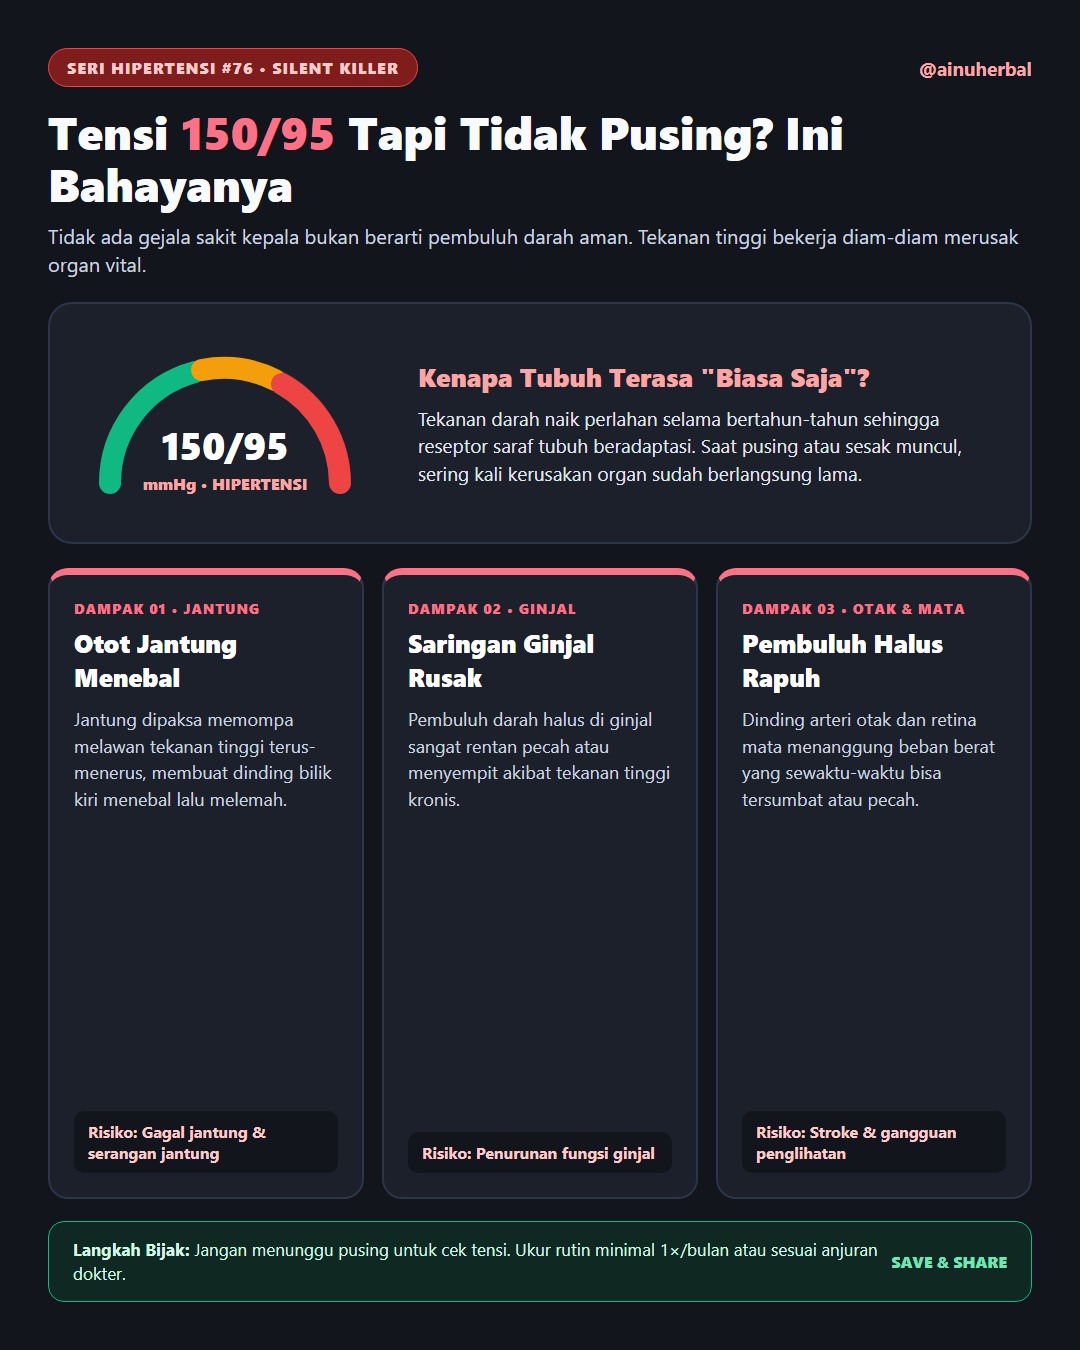 SERI HIPERTENSI #76 • SILENT KILLER
@ainuherbal
Tensi 150/95 Tapi Tidak Pusing? Ini
Bahayanya
Tidak ada gejala sakit kepala bukan berarti pembuluh darah aman. Tekanan tinggi bekerja diam-diam merusak
organ vital.
150/95
mmHg • HIPERTENSI
Kenapa Tubuh Terasa "Biasa Saja"?
Tekanan darah naik perlahan selama bertahun-tahun sehingga
reseptor saraf tubuh beradaptasi. Saat pusing atau sesak muncul,
sering kali kerusakan organ sudah berlangsung lama.
DAMPAK 01 • JANTUNG
Otot Jantung
Menebal
Jantung dipaksa memompa
melawan tekanan tinggi terus-
menerus, membuat dinding bilik
kiri menebal lalu melemah.
Risiko: Gagal jantung &
serangan jantung
DAMPAK 02 • GINJAL
Saringan Ginjal
Rusak
Pembuluh darah halus di ginjal
sangat rentan pecah atau
menyempit akibat tekanan tinggi
kronis.
Risiko: Penurunan fungsi ginjal
DAMPAK 03 • OTAK & MATA
Pembuluh Halus
Rapuh
Dinding arteri otak dan retina
mata menanggung beban berat
yang sewaktu-waktu bisa
tersumbat atau pecah.
Risiko: Stroke & gangguan
penglihatan
Langkah Bijak: Jangan menunggu pusing untuk cek tensi. Ukur rutin minimal 1×/bulan atau sesuai anjuran
dokter.
SAVE & SHARE